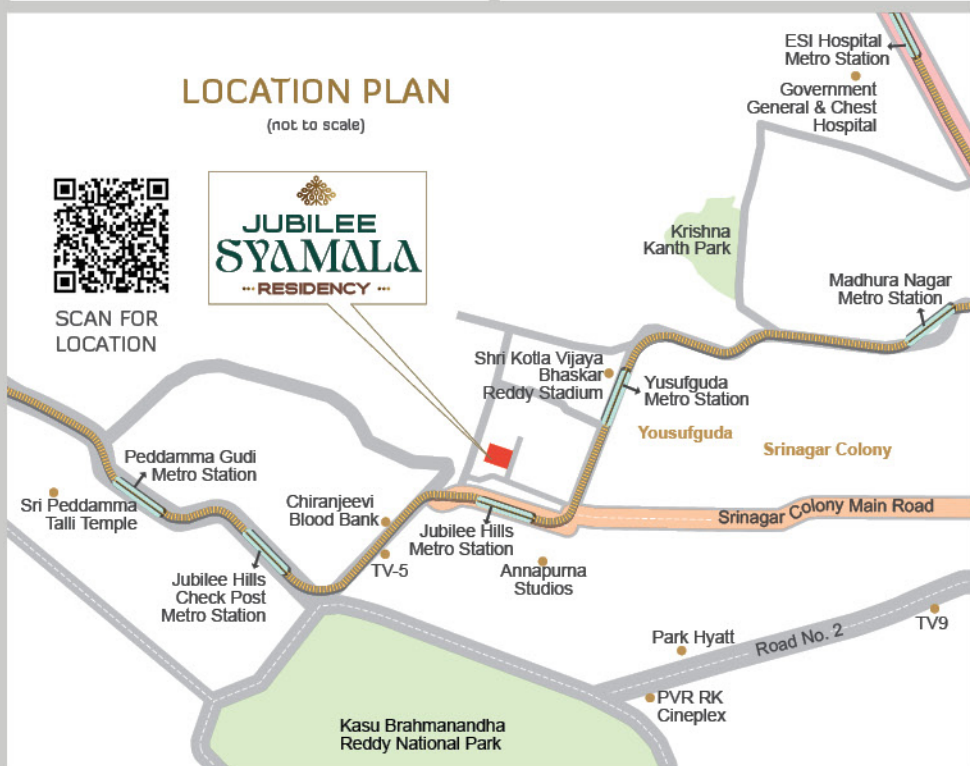 LOCATION PLAN
(not to scale)
ESI Hospital
Metro Station
Government
General & Chest
Hospital
JUBILEE
SYAMALA
RESIDENCY
SCAN FOR
LOCATION
Krishna
Kanth Park
Madhura Nagar
Metro Station
Shri Kotla Vijaya
Bhaskar
Reddy Stadium
Yusufguda
Metro Station
Yousufguda
Srinagar Colony
Peddamma Gudi
Metro Station
Sri Peddamma
Talli Temple
Chiranjeevi
Blood Bank
Jubilee Hills
Metro Station
Srinagar Colony Main Road
TV-5
Annapurna
Studios
Jubilee Hills
Check Post
Metro Station
Park Hyatt
Road No. 2
TV9
PVR RK
Cineplex
Kasu Brahmanandha
Reddy National Park